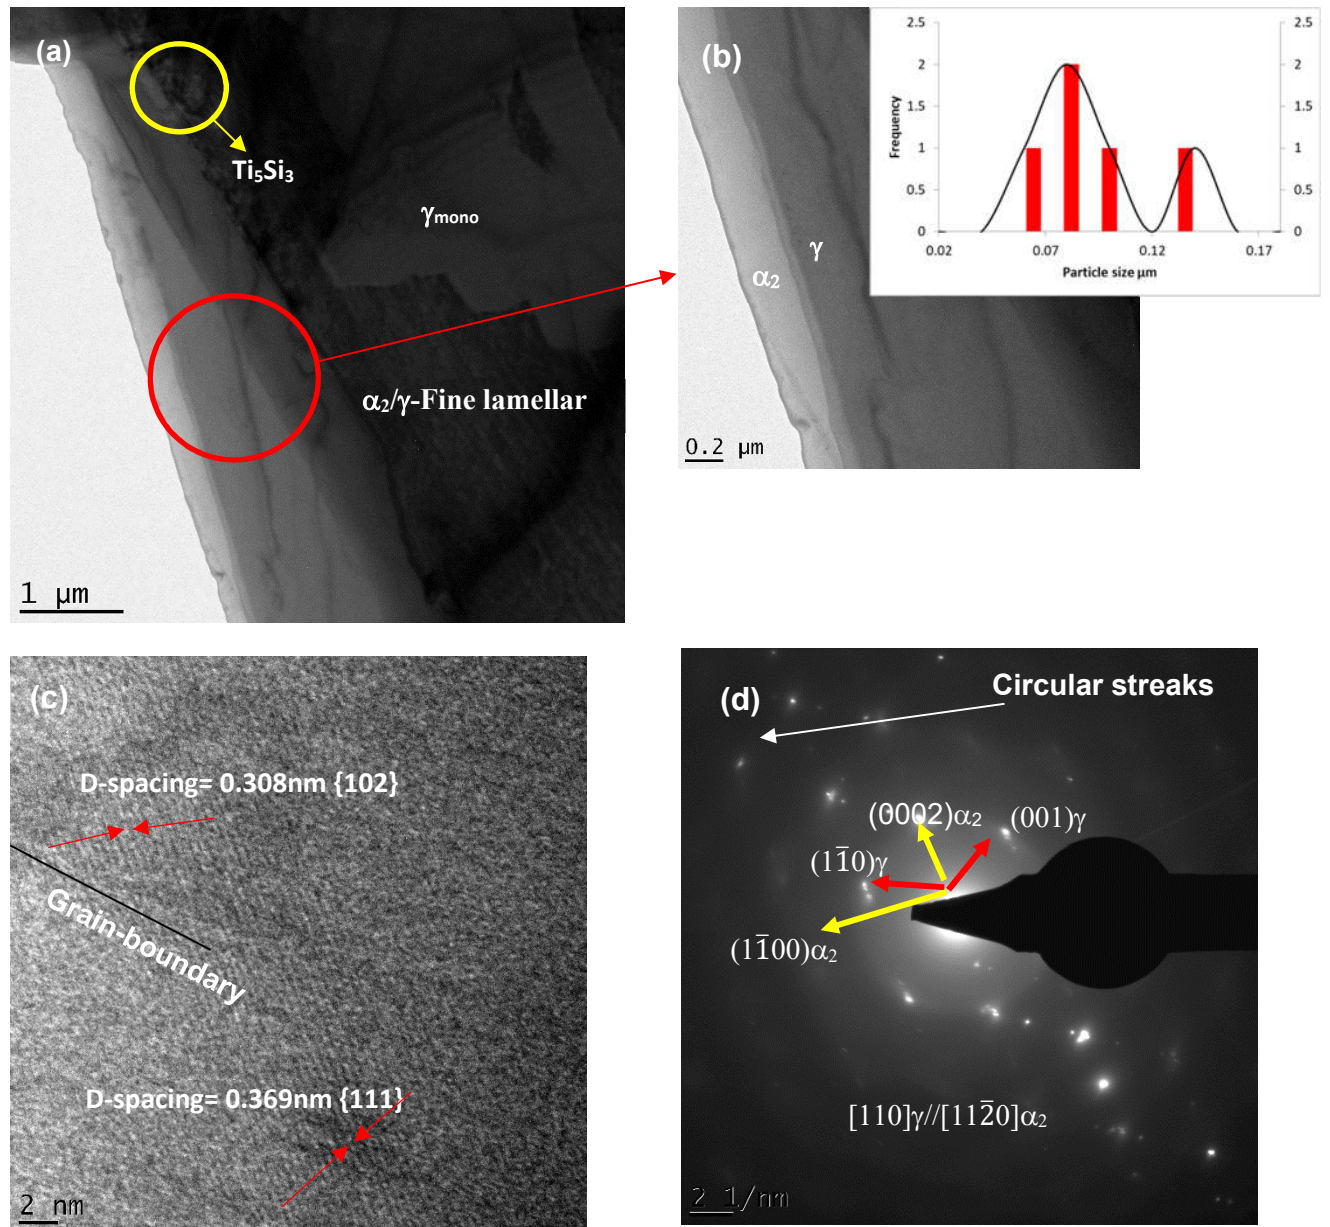 (a)
Ti₅Si₃
γmono
α₂/γ-Fine lamellar
1 μm
(b)
γ
α₂
0.2 μm
2.5
2
1.5
1
0.5
0
Frequency
2.5
2
1.5
1
0.5
0
0.02 0.07 0.12 0.17
Particle size μm
(c)
D-spacing= 0.308nm {102}
Grain-boundary
D-spacing= 0.369nm {111}
2 nm
(d)
Circular streaks
(0002)α₂
(001)γ
(11̅0)γ
(11̅00)α₂
[110]γ//[112̅0]α₂
2 1/nm